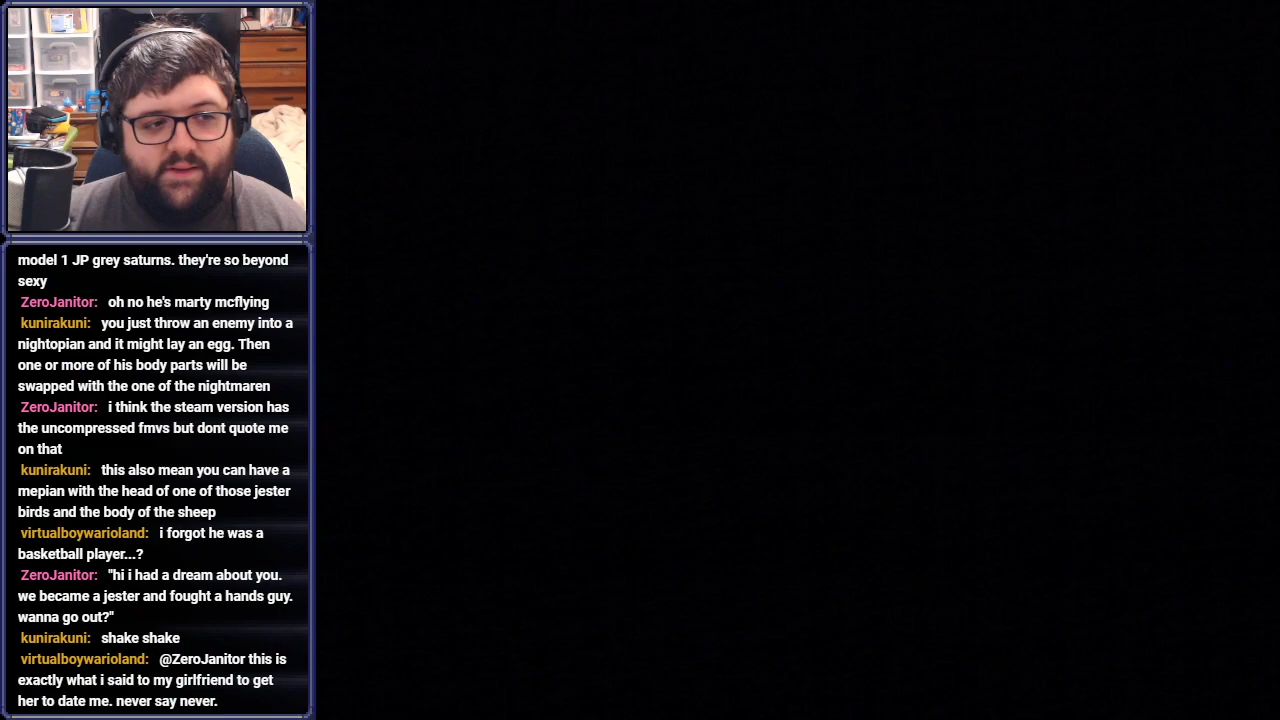 model 1 JP grey saturns. they're so beyond
sexy
ZeroJanitor: oh no he's marty mcflying
kunirakuni: you just throw an enemy into a
nightopian and it might lay an egg. Then
one or more of his body parts will be
swapped with the one of the nightmaren
ZeroJanitor: i think the steam version has
the uncompressed fmvs but dont quote me
on that
kunirakuni: this also mean you can have a
mepian with the head of one of those jester
birds and the body of the sheep
virtualboywarioland: i forgot he was a
basketball player...?
ZeroJanitor: "hi i had a dream about you.
we became a jester and fought a hands guy.
wanna go out?"
kunirakuni: shake shake
virtualboywarioland: @ZeroJanitor this is
exactly what i said to my girlfriend to get
her to date me. never say never.